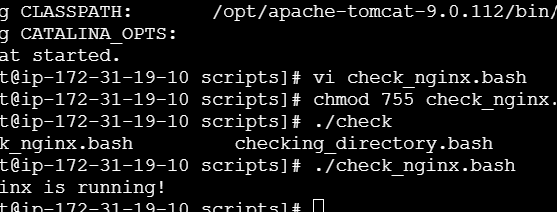 g CLASSPATH:       /opt/apache-tomcat-9.0.112/bin/
g CATALINA_OPTS:
at started.
t@ip-172-31-19-10 scripts]# vi check_nginx.bash
t@ip-172-31-19-10 scripts]# chmod 755 check_nginx.
t@ip-172-31-19-10 scripts]# ./check
k_nginx.bash         checking_directory.bash
t@ip-172-31-19-10 scripts]# ./check_nginx.bash
inx is running!
t@ip-172-31-19-10 scripts]#